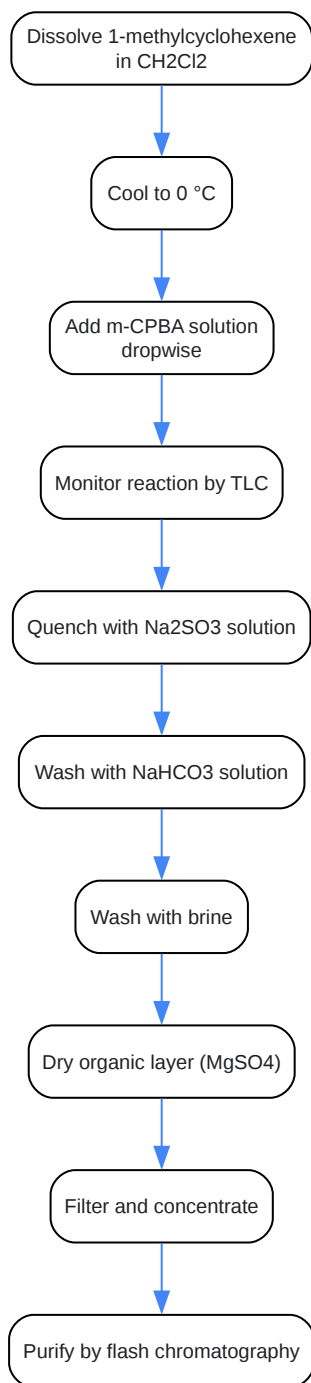 Dissolve 1-methylcyclohexene
in CH2Cl2
Cool to 0 °C
Add m-CPBA solution
dropwise
Monitor reaction by TLC
Quench with Na2SO3 solution
Wash with NaHCO3 solution
Wash with brine
Dry organic layer (MgSO4)
Filter and concentrate
Purify by flash chromatography